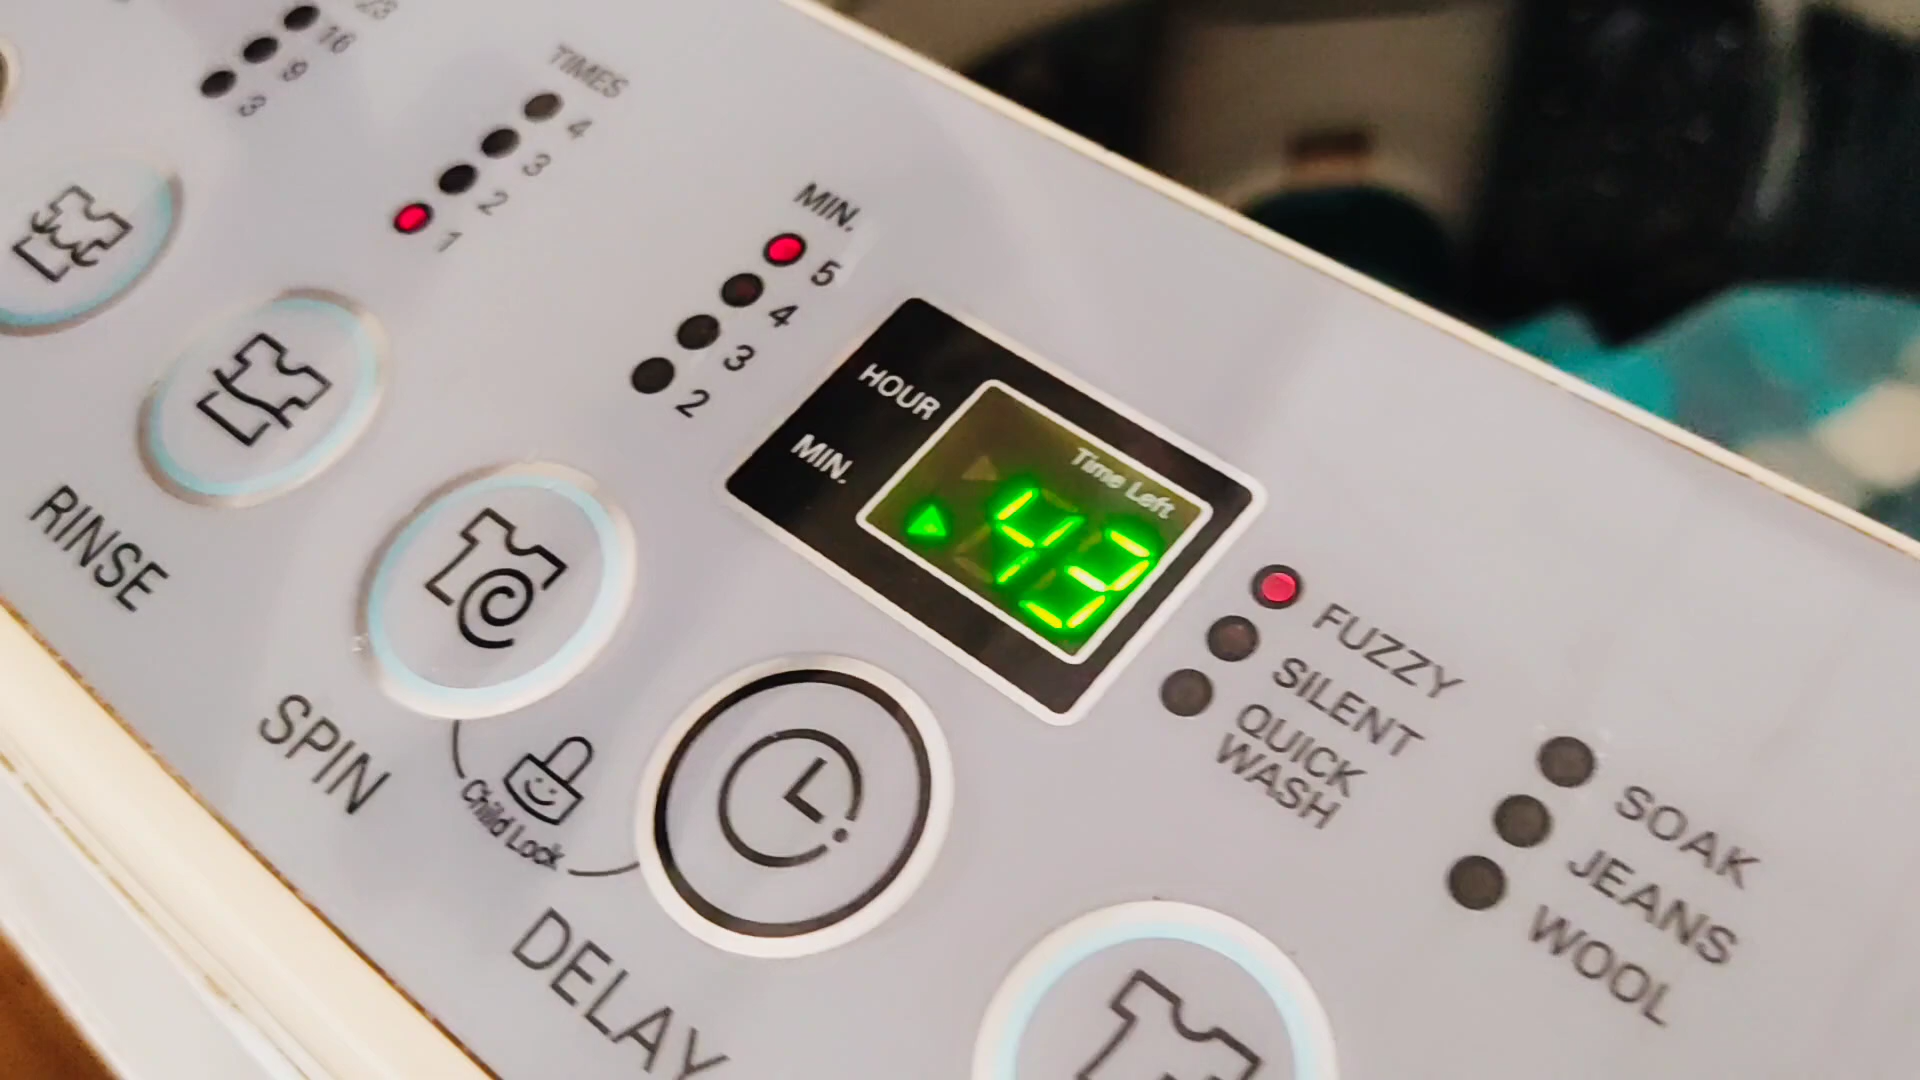 23
16
9
3
TIMES
4
3
2
1
MIN.
5
4
3
2
HOUR
MIN.
Time Left
43
FUZZY
SILENT
QUICK
WASH
SOAK
JEANS
WOOL
RINSE
SPIN
Child Lock
DELAY